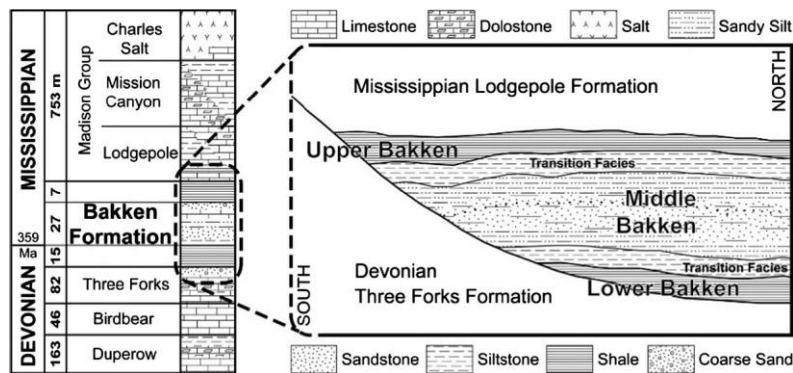 MISSISSIPPIAN
DEVONIAN
359
Ma
753 m
7
27
15
82
46
163
Madison Group
Charles
Salt
Mission
Canyon
Lodgepole
Bakken
Formation
Three Forks
Birdbear
Duperow
Limestone
Dolostone
Salt
Sandy Silt
SOUTH
NORTH
Mississippian Lodgepole Formation
Upper Bakken
Transition Facies
Middle
Bakken
Transition Facies
Lower Bakken
Devonian
Three Forks Formation
Sandstone
Siltstone
Shale
Coarse Sand